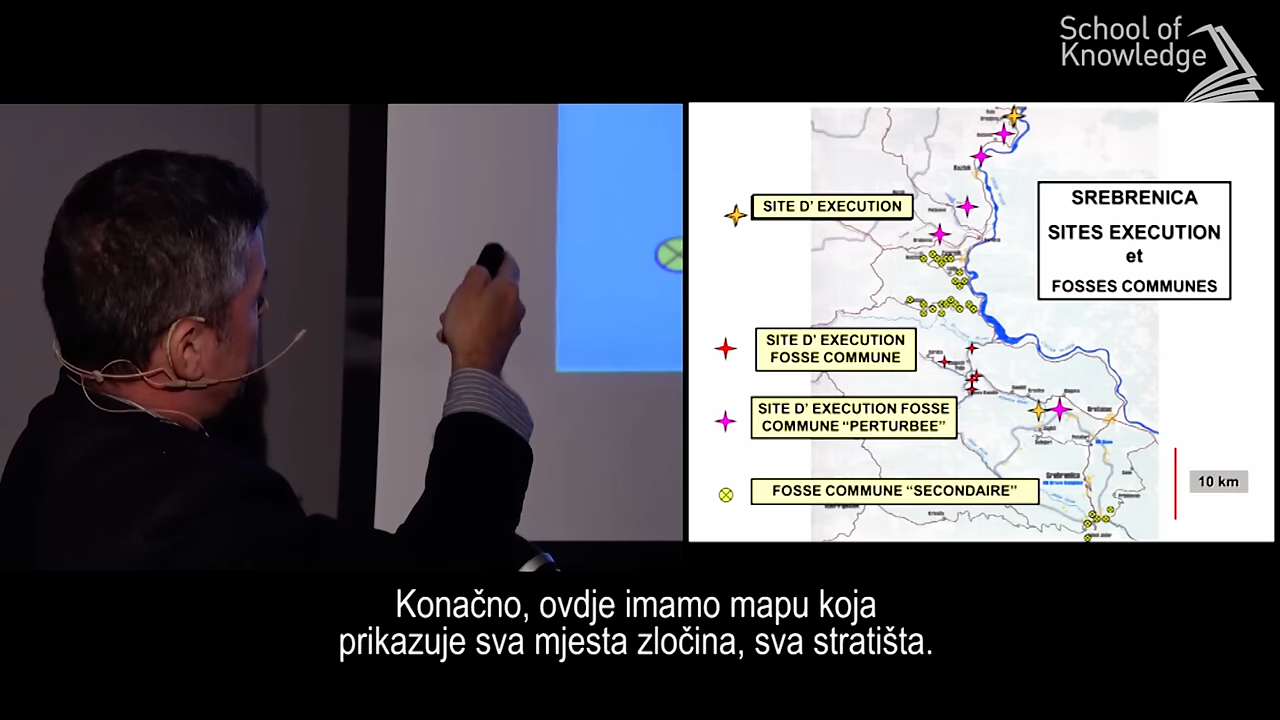 School of
Knowledge
SITE D' EXECUTION
SREBRENICA
SITES EXECUTION
et
FOSSES COMMUNES
SITE D' EXECUTION
FOSSE COMMUNE
SITE D' EXECUTION FOSSE
COMMUNE “PERTURBEE”
FOSSE COMMUNE “SECONDAIRE”
Srebrenica
10 km
Konačno, ovdje imamo mapu koja
prikazuje sva mjesta zločina, sva stratišta.